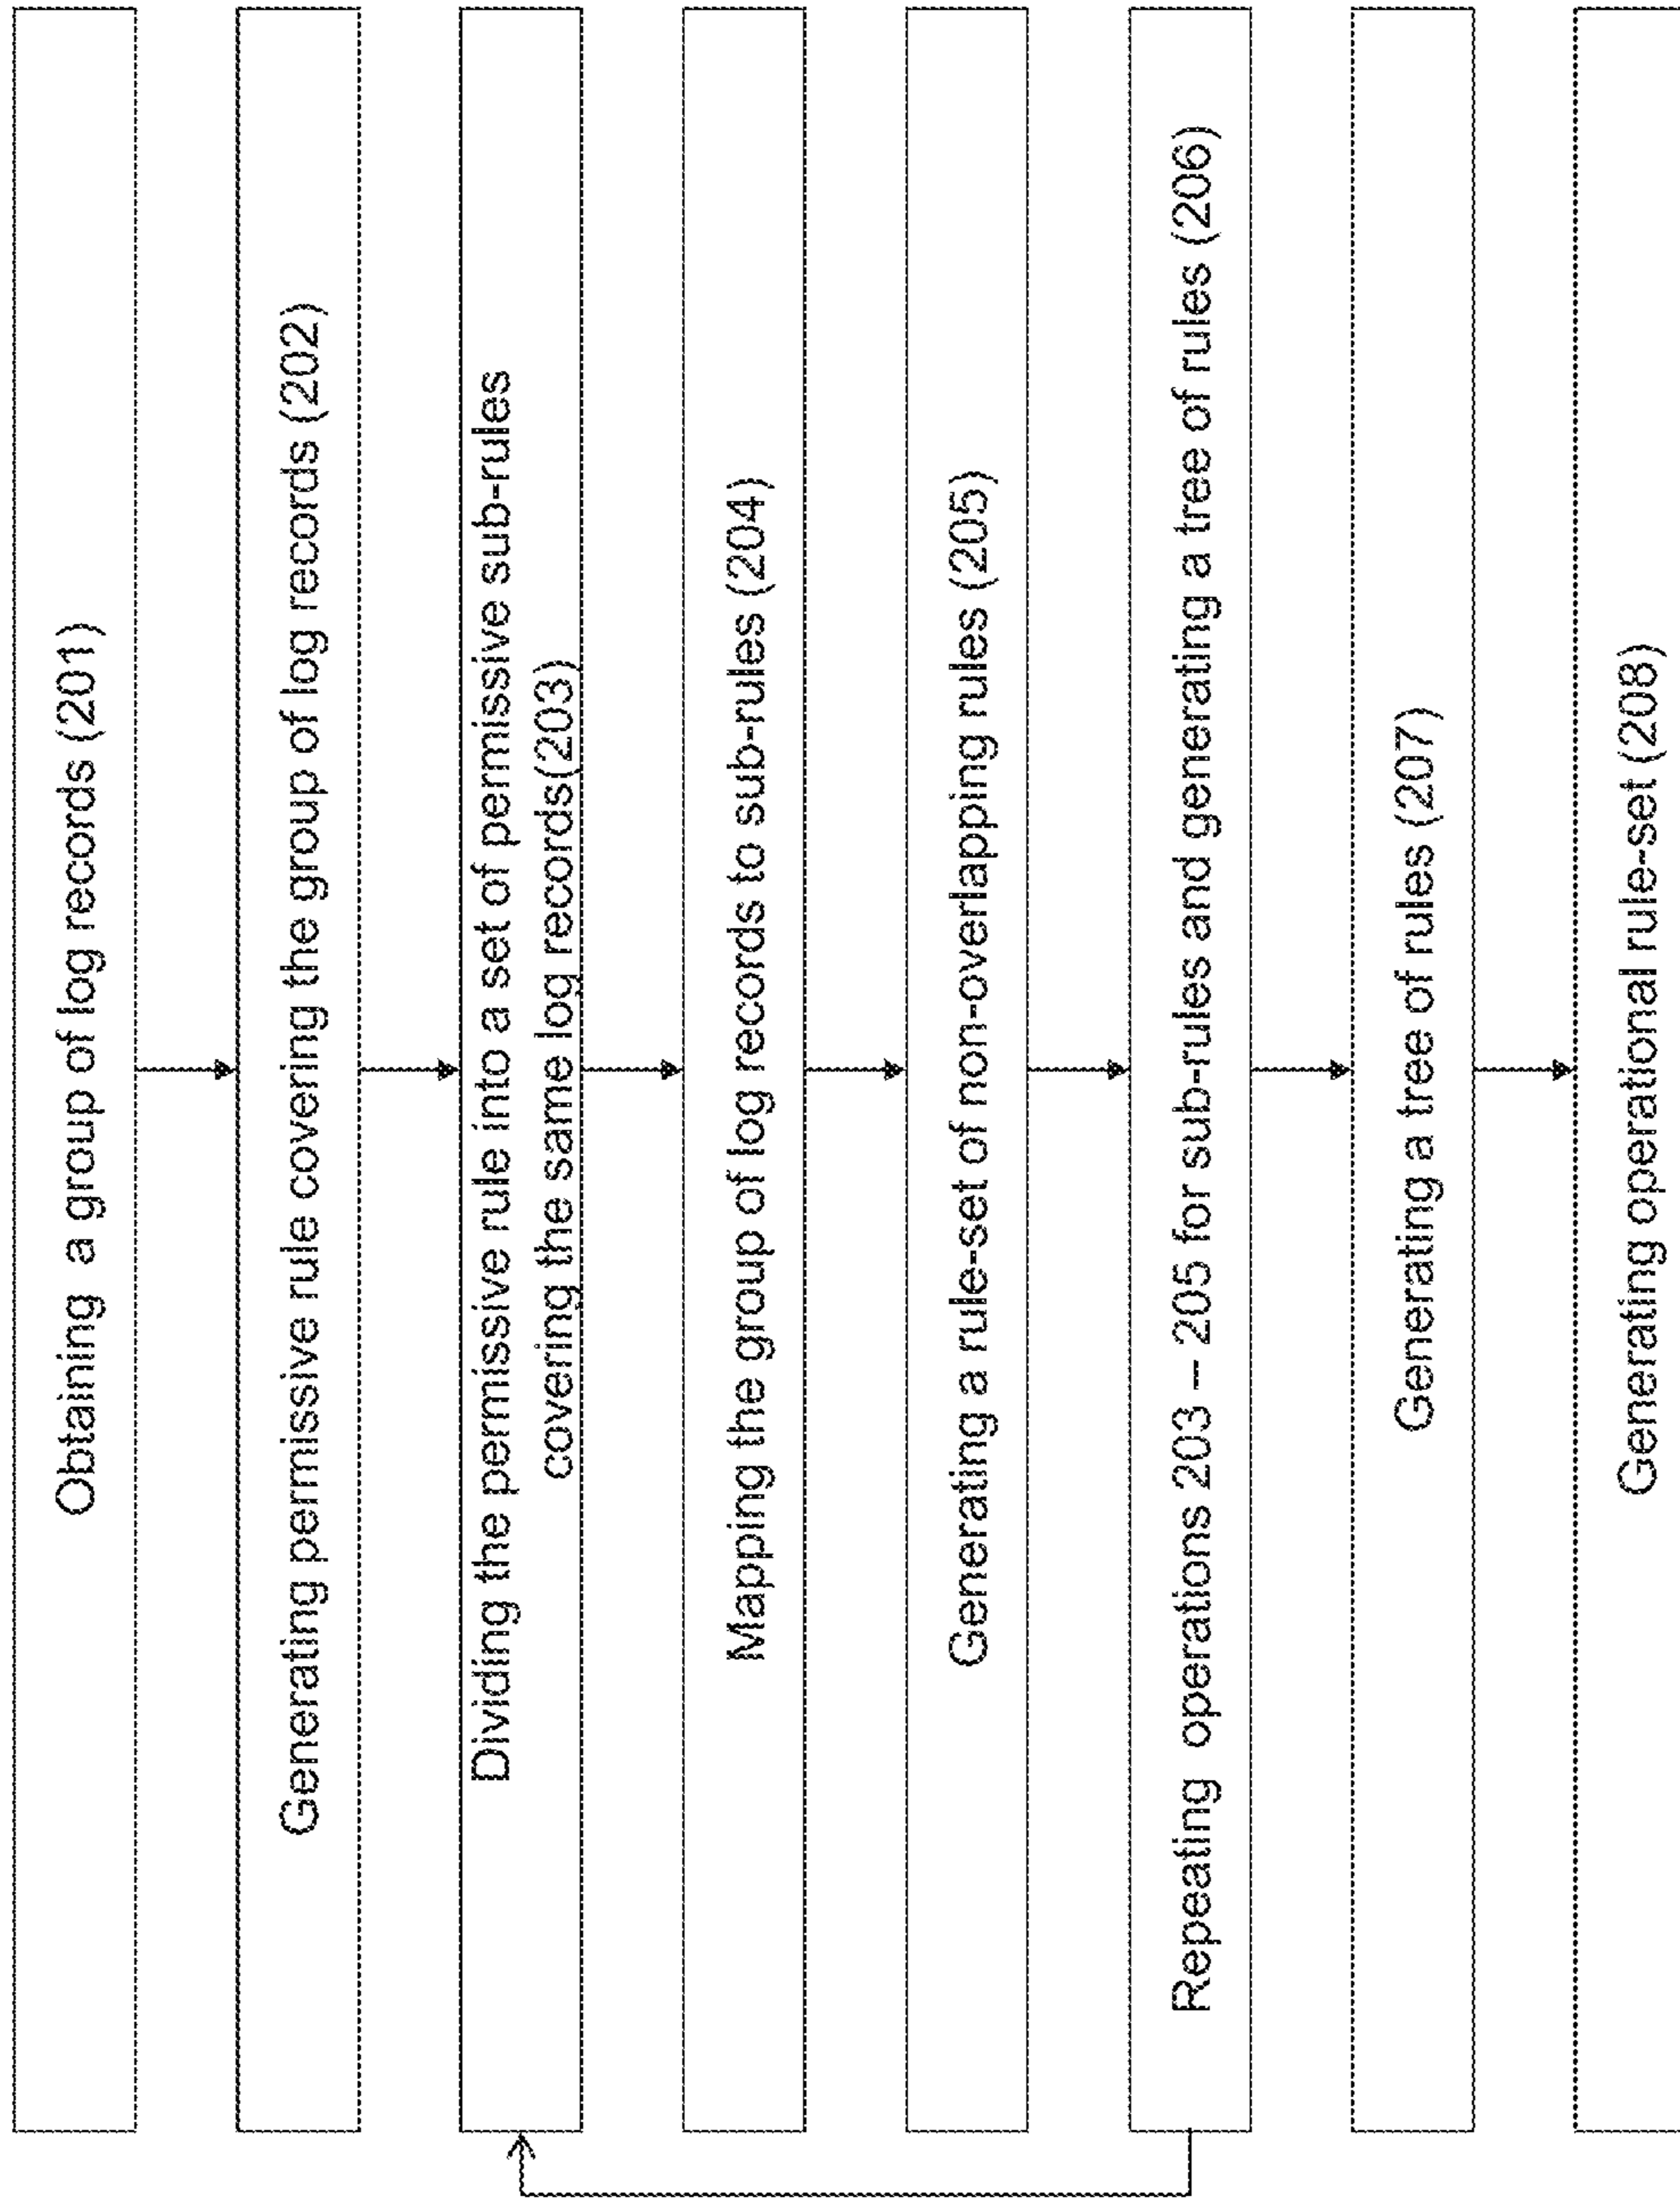 Obtaining a group of log records (201)
Generating permissive rule covering the group of log records (202)
Dividing the permissive rule into a set of permissive sub-rules
covering the same log records(203)
Mapping the group of log records to sub-rules (204)
Generating a rule-set of non-overlapping rules (205)
Repeating operations 203 – 205 for sub-rules and generating a tree of rules (206)
Generating a tree of rules (207)
Generating operational rule-set (208)